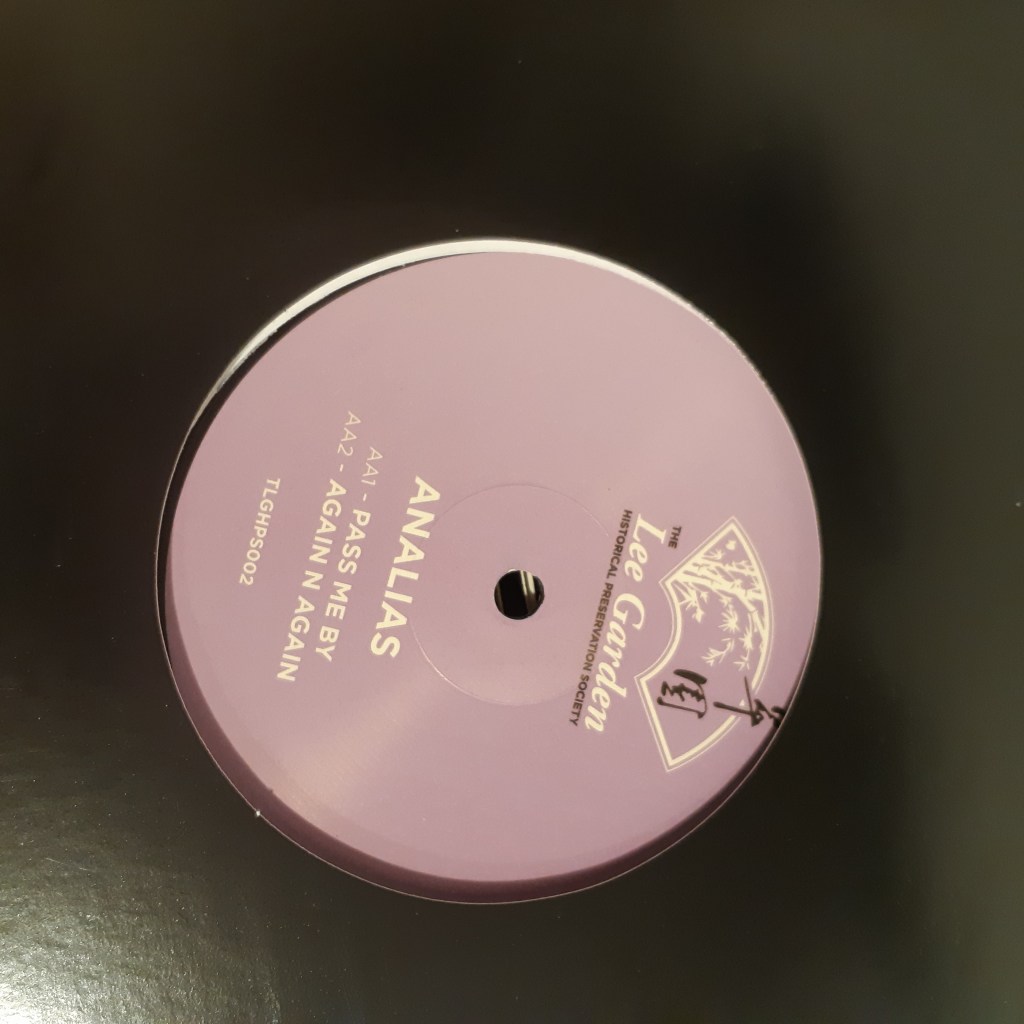 THE
Lee Garden
HISTORICAL PRESERVATION SOCIETY
ANALIAS
AA1 - PASS ME BY
AA2 - AGAIN N AGAIN
TLGHPS002